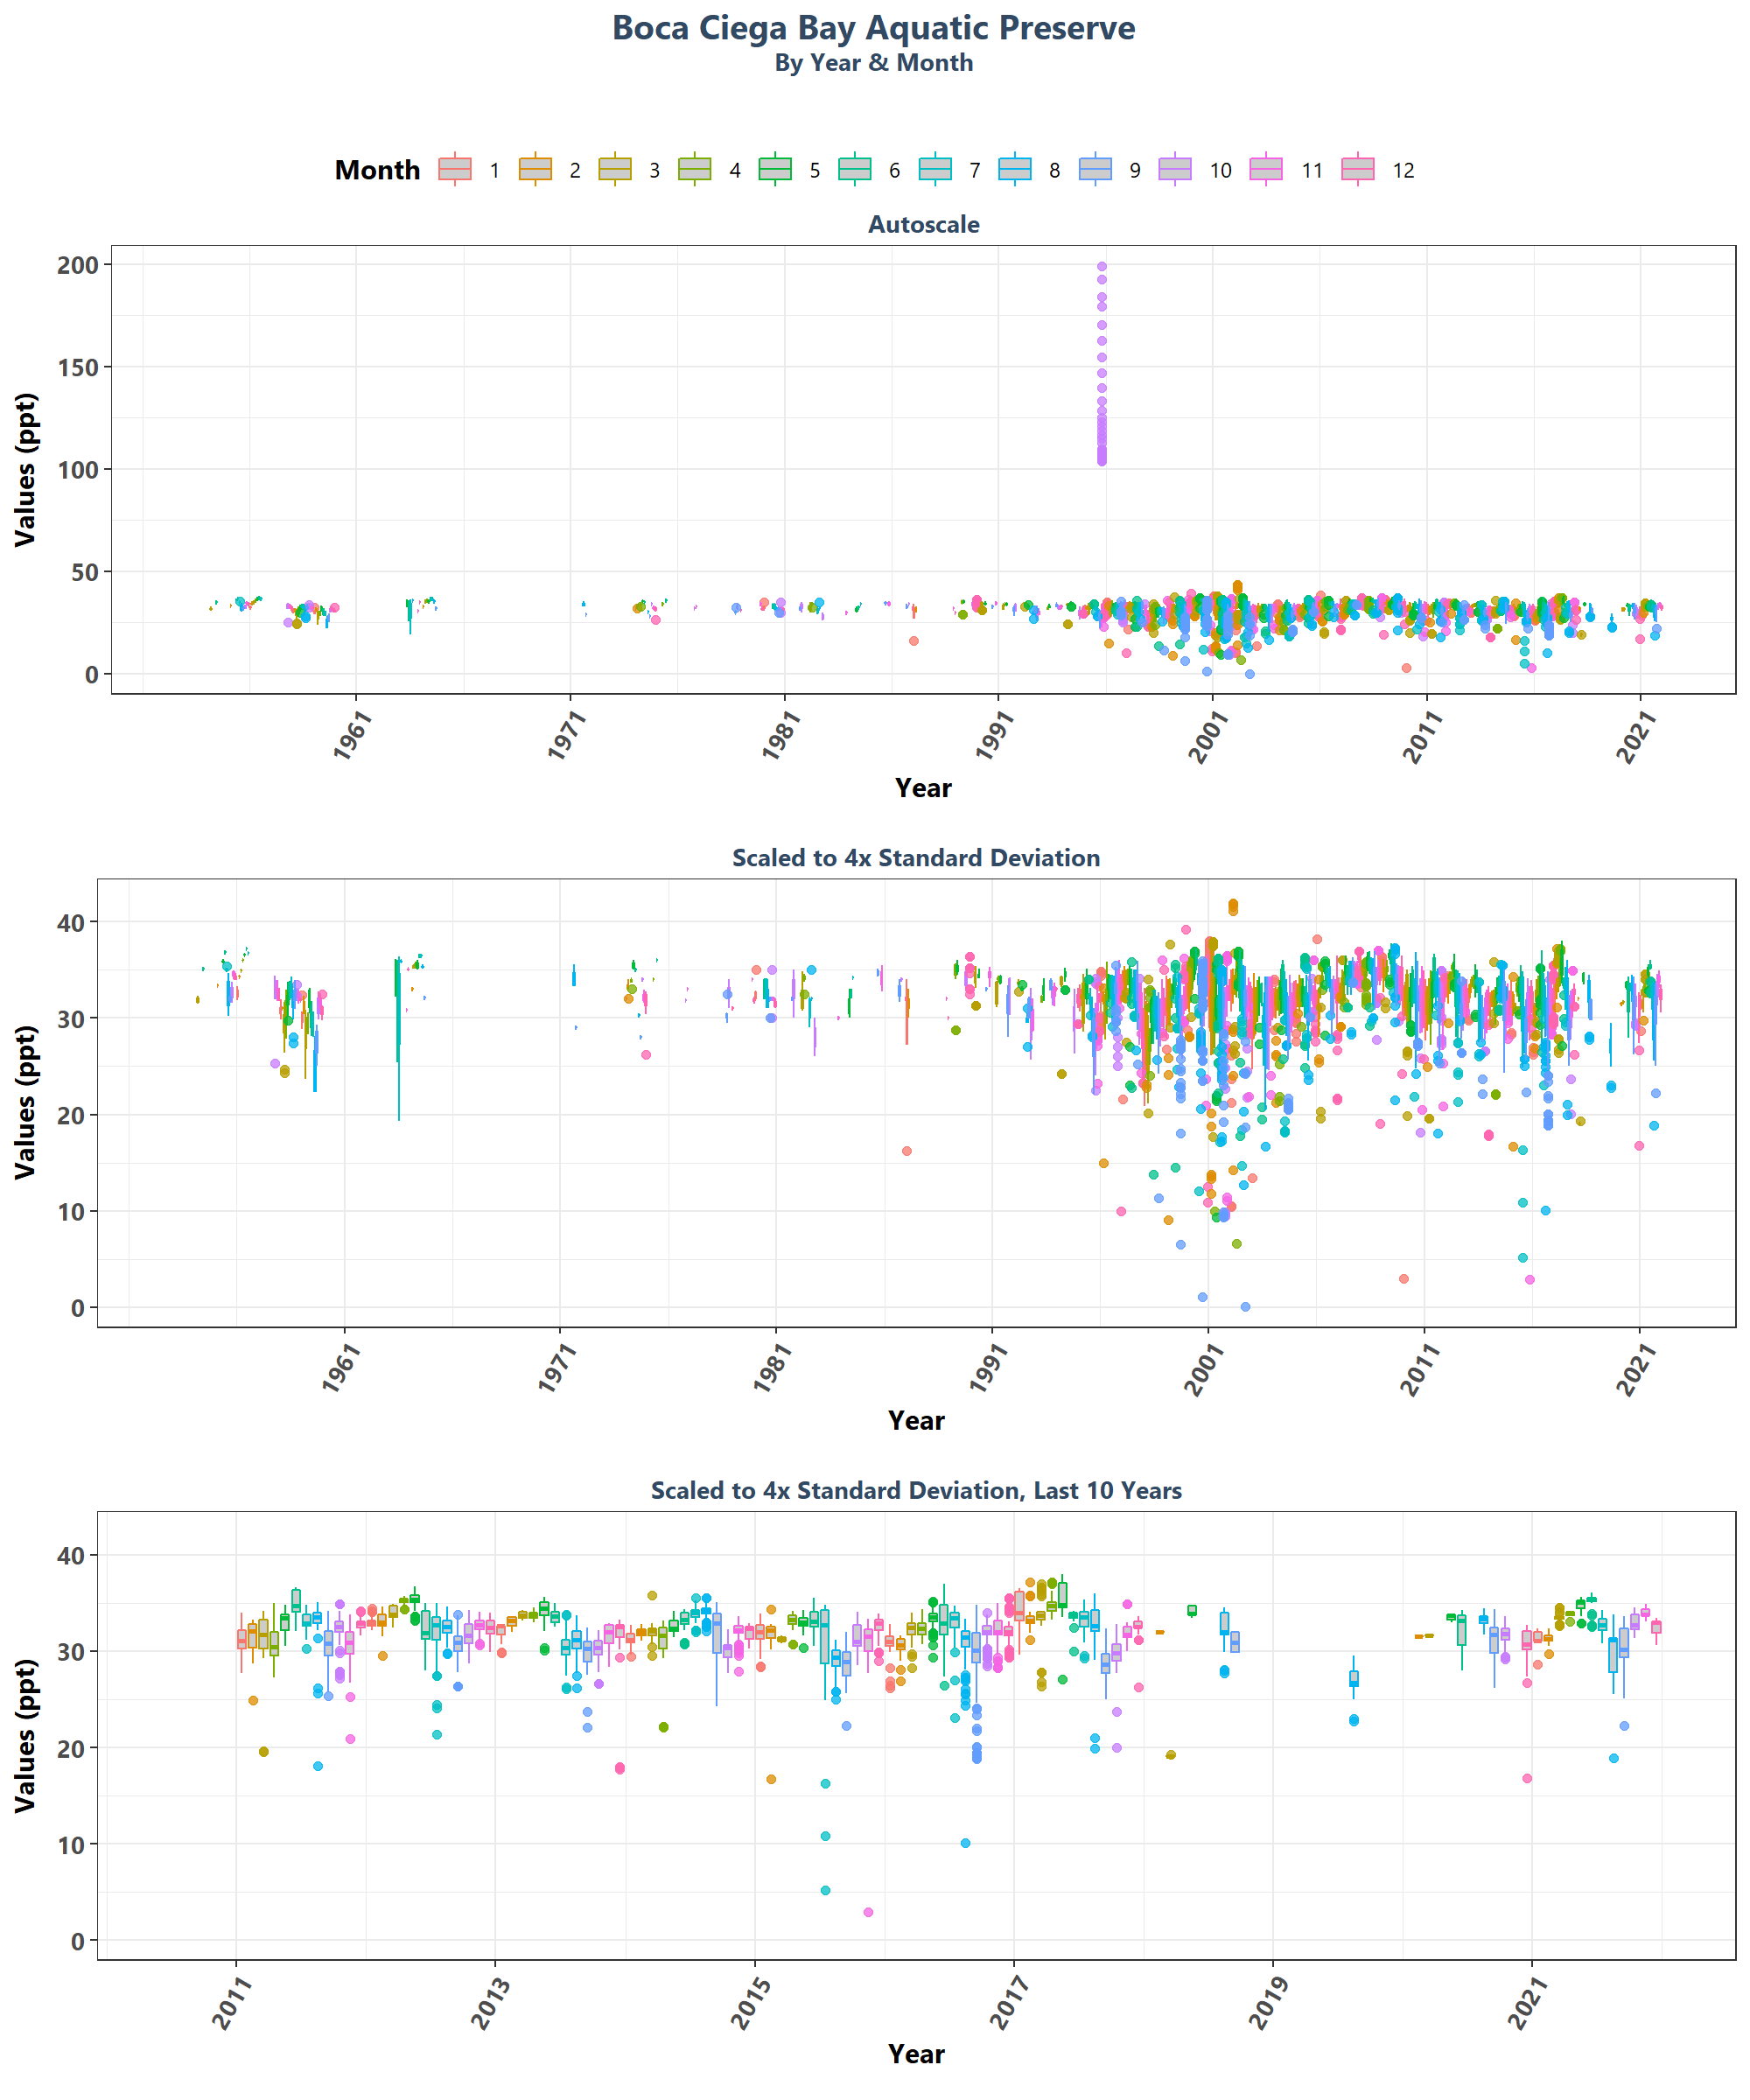 Boca Ciega Bay Aquatic Preserve
By Year & Month
Month 1 2 3 4 5 6 7 8 9 10 11 12
Autoscale
Values (ppt)
200
150
100
50
0
1961 1971 1981 1991 2001 2011 2021
Year
Scaled to 4x Standard Deviation
Values (ppt)
40
30
20
10
0
1961 1971 1981 1991 2001 2011 2021
Year
Scaled to 4x Standard Deviation, Last 10 Years
Values (ppt)
40
30
20
10
0
2011 2013 2015 2017 2019 2021
Year